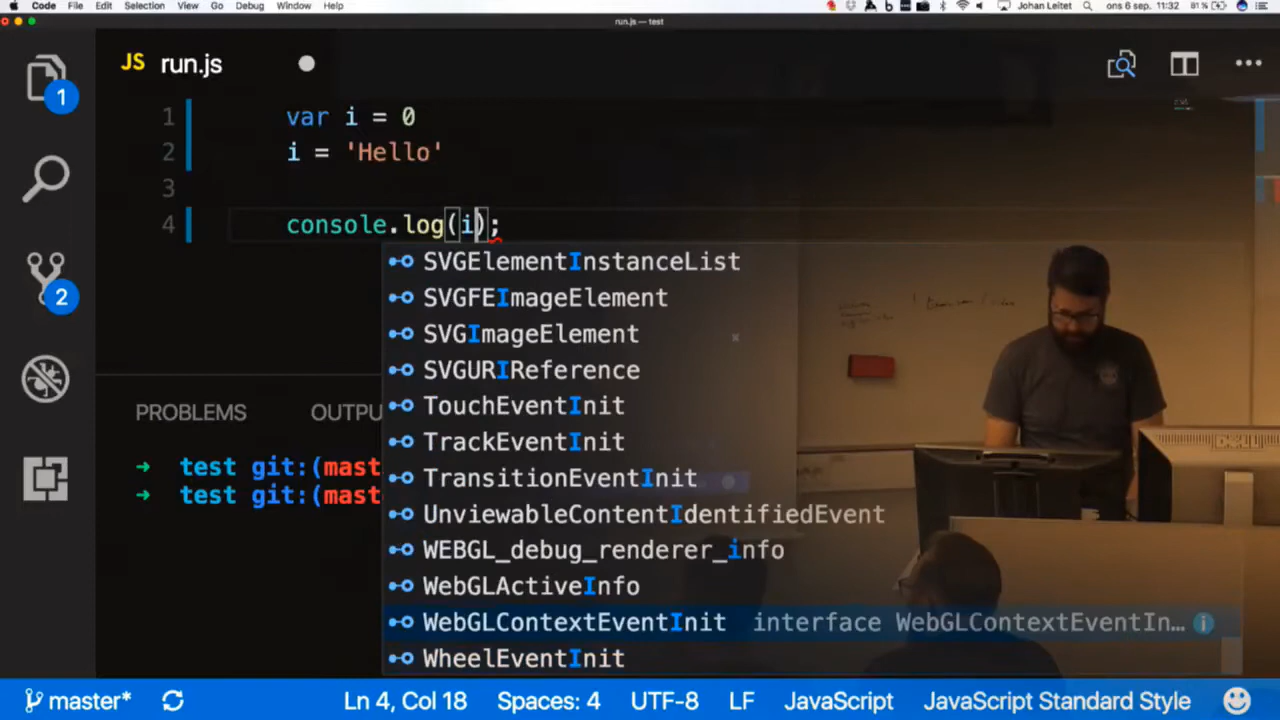 Code File Edit Selection View Go Debug Window Help Johan Leitet ons 6 sep. 11:32 81%
run.js — test
JS run.js
1 var i = 0
2 i = 'Hello'
3
4 console.log(i);
1
2
SVGElementInstanceList
SVGFEImageElement
SVGImageElement
SVGURIReference
TouchEventInit
TrackEventInit
TransitionEventInit
UnviewableContentIdentifiedEvent
WEBGL_debug_renderer_info
WebGLActiveInfo
WebGLContextEventInit interface WebGLContextEventIn…
WheelEventInit
PROBLEMS OUTPU
➜ test git:(mast
➜ test git:(mast
DELL
master* Ln 4, Col 18 Spaces: 4 UTF-8 LF JavaScript JavaScript Standard Style